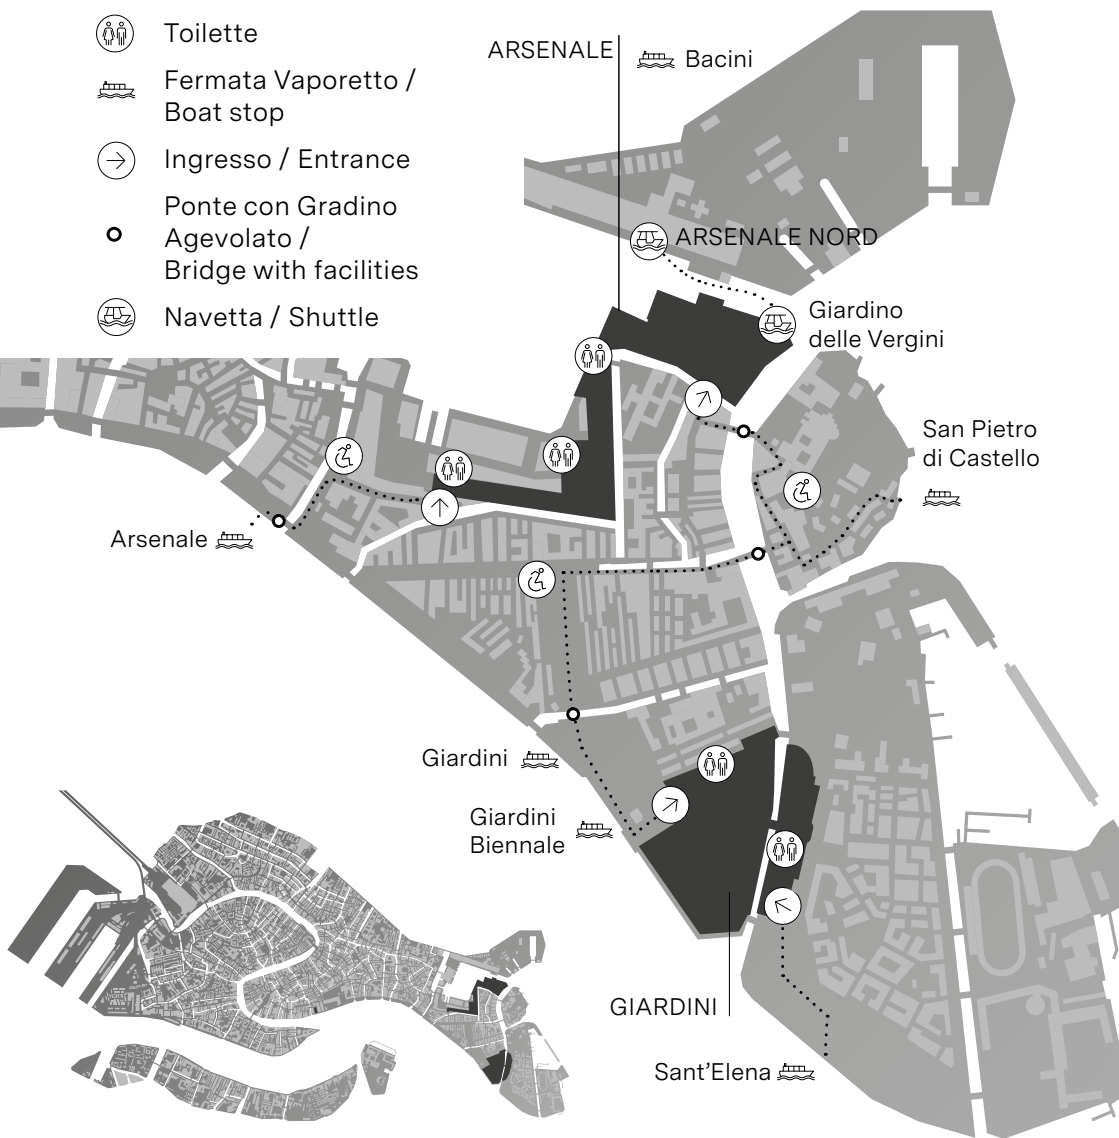 Toilette
Fermata Vaporetto /
Boat stop
Ingresso / Entrance
Ponte con Gradino
Agevolato /
Bridge with facilities
Navetta / Shuttle
ARSENALE
Bacini
ARSENALE NORD
Giardino
delle Vergini
San Pietro
di Castello
Arsenale
Giardini
Giardini
Biennale
GIARDINI
Sant’Elena